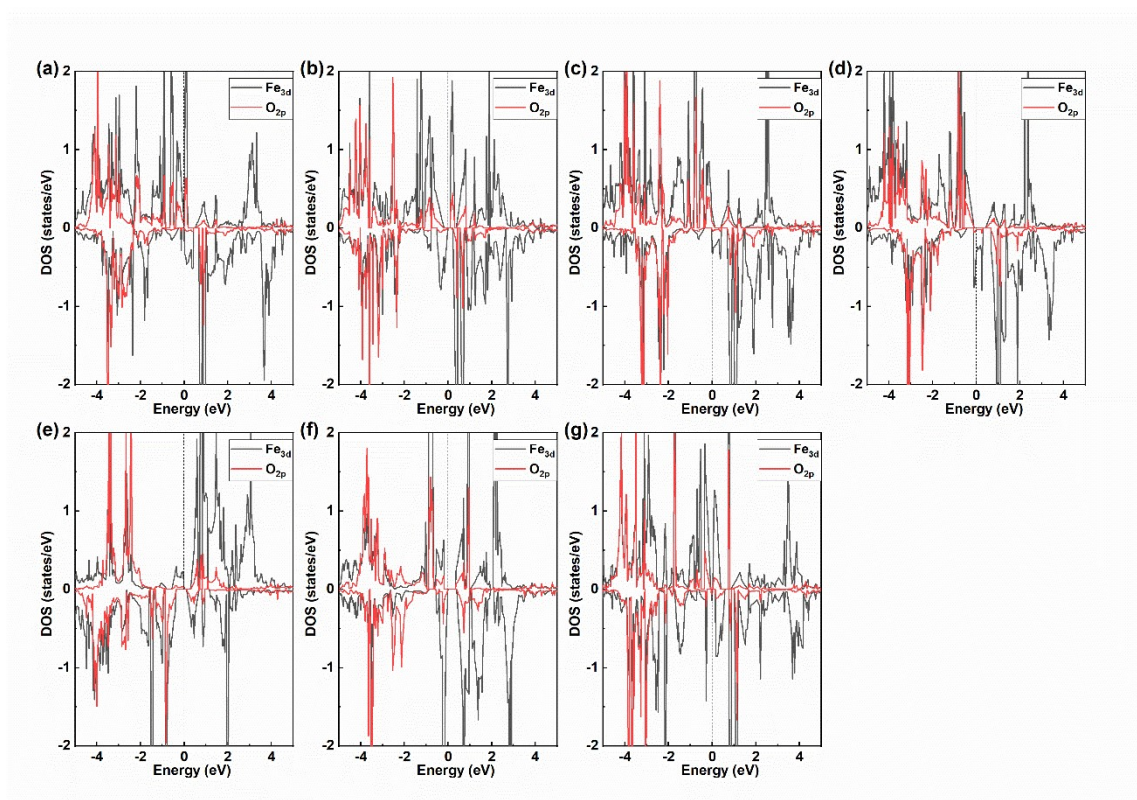 (a) (b) (c) (d)
2 2 2 2
Fe3d Fe3d Fe3d Fe3d
O2p O2p O2p O2p
1 1 1 1
DOS (states/eV) DOS (states/eV) DOS (states/eV) DOS (states/eV)
0 0 0 0
-1 -1 -1 -1
-2 -2 -2 -2
-4 -2 0 2 4 -4 -2 0 2 4 -4 -2 0 2 4 -4 -2 0 2 4
Energy (eV) Energy (eV) Energy (eV) Energy (eV)
(e) (f) (g)
2 2 2
Fe3d Fe3d Fe3d
O2p O2p O2p
1 1 1
DOS (states/eV) DOS (states/eV) DOS (states/eV)
0 0 0
-1 -1 -1
-2 -2 -2
-4 -2 0 2 4 -4 -2 0 2 4 -4 -2 0 2 4
Energy (eV) Energy (eV) Energy (eV)